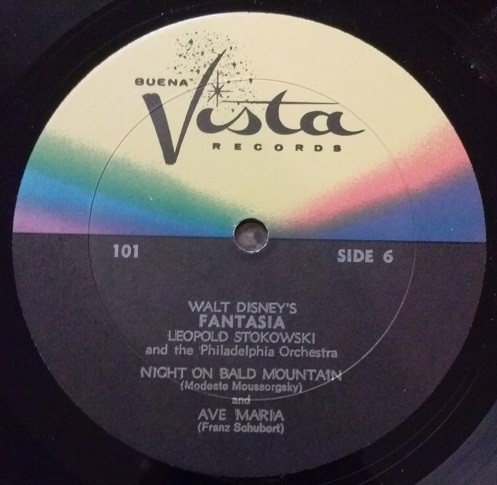 BUENA
Vista
RECORDS
101
SIDE 6
WALT DISNEY'S
FANTASIA
LEOPOLD STOKOWSKI
and the Philadelphia Orchestra
NIGHT ON BALD MOUNTAIN
(Modeste Moussorgsky)
and
AVE MARIA
(Franz Schubert)